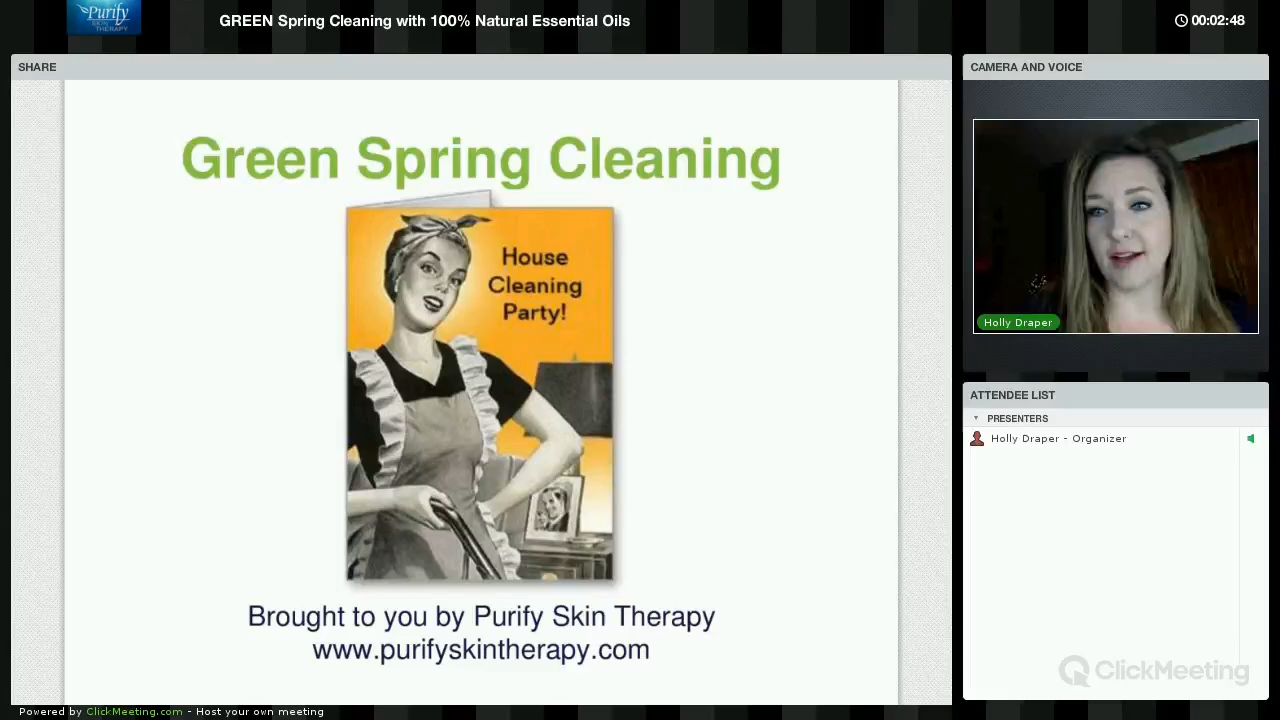 Purify
SKIN
THERAPY
GREEN Spring Cleaning with 100% Natural Essential Oils
00:02:48
SHARE
Green Spring Cleaning
House
Cleaning
Party!
Brought to you by Purify Skin Therapy
www.purifyskintherapy.com
CAMERA AND VOICE
Holly Draper
ATTENDEE LIST
PRESENTERS
Holly Draper - Organizer
ClickMeeting
Powered by ClickMeeting.com - Host your own meeting